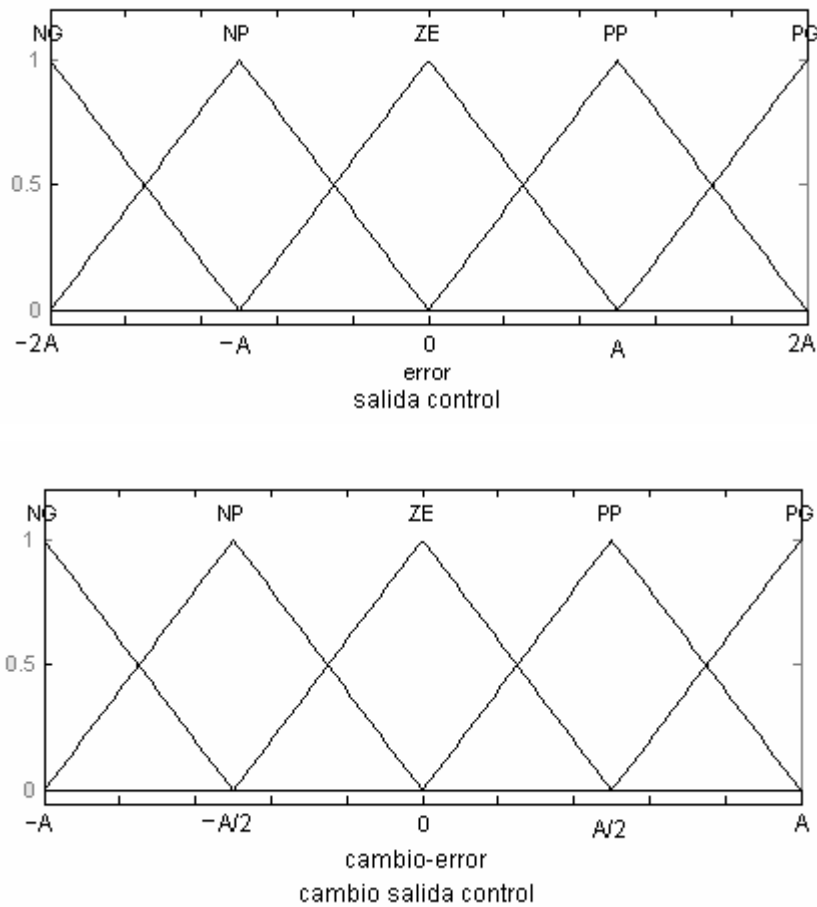 NG NP ZE PP PG
1
0.5
0
−2A −A 0 A 2A
error
salida control
NG NP ZE PP PG
1
0.5
0
−A −A/2 0 A/2 A
cambio-error
cambio salida control